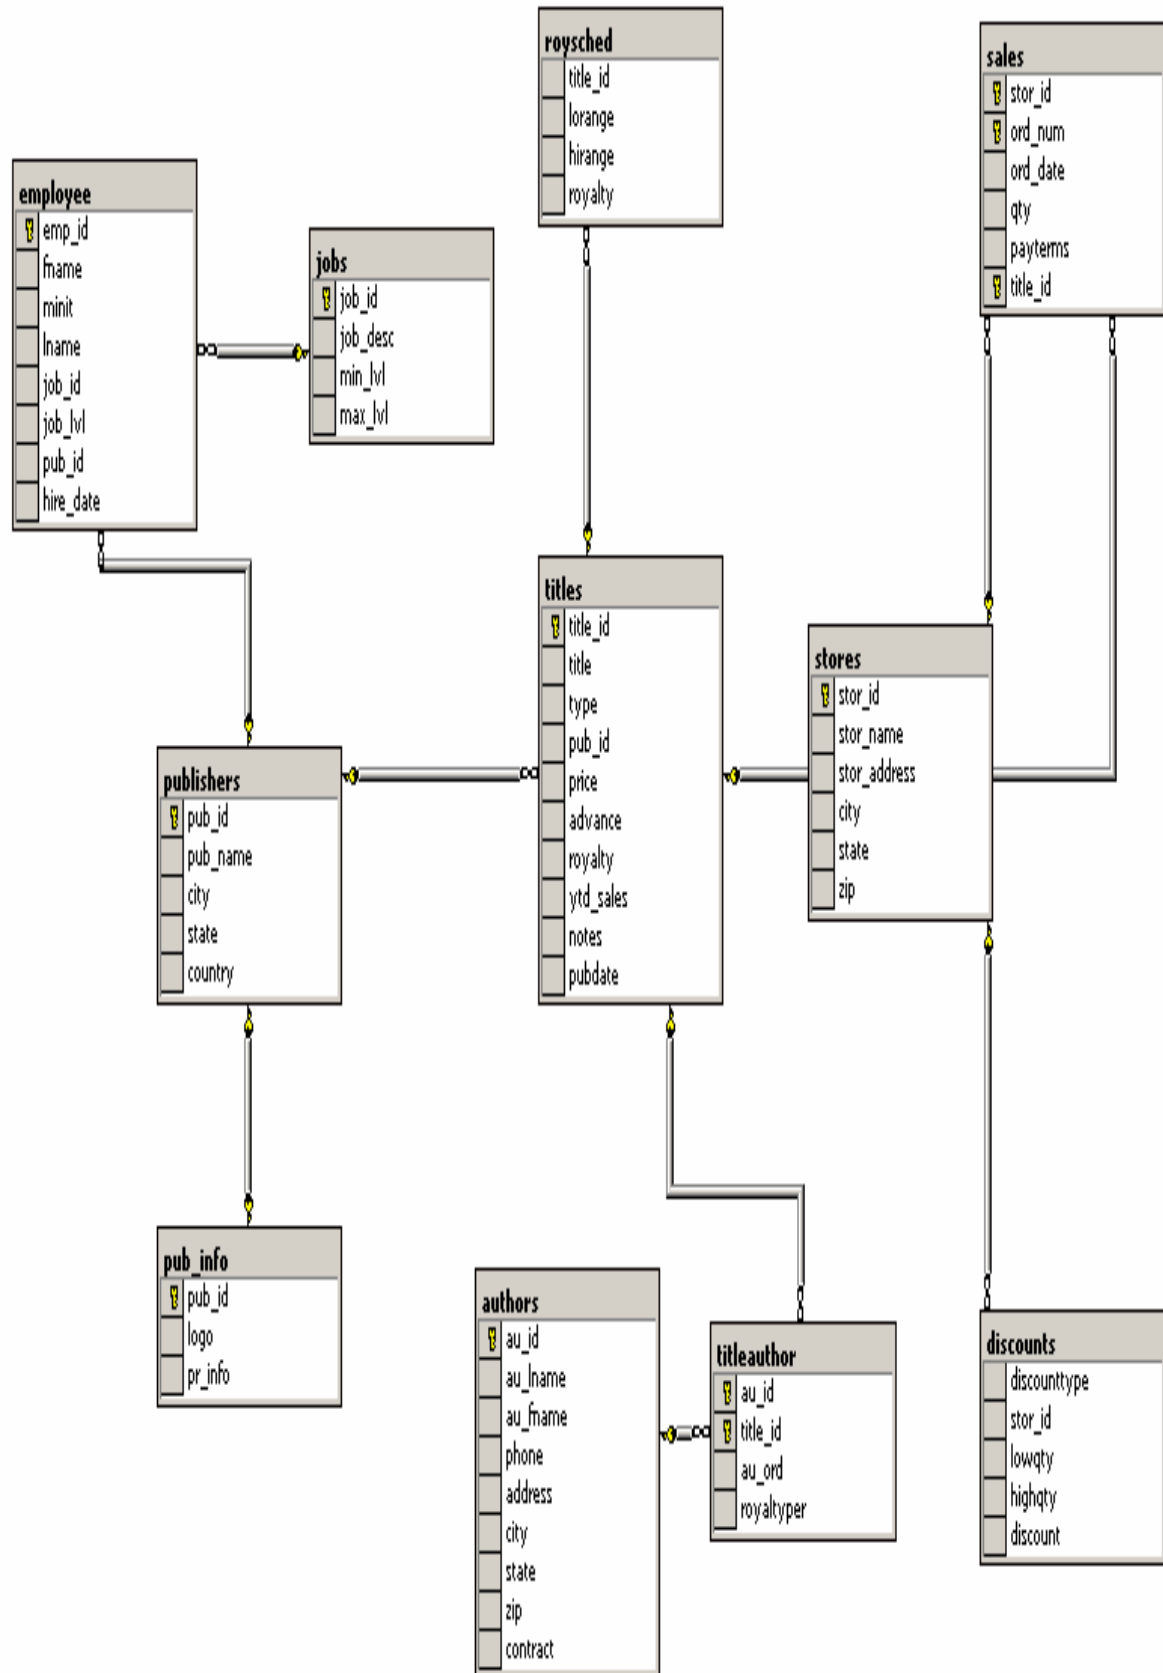 roysched
title_id
lorange
hirange
royalty
sales
stor_id
ord_num
ord_date
qty
payterms
title_id
employee
emp_id
fname
minit
lname
job_id
job_lvl
pub_id
hire_date
jobs
job_id
job_desc
min_lvl
max_lvl
titles
title_id
title
type
pub_id
price
advance
royalty
ytd_sales
notes
pubdate
stores
stor_id
stor_name
stor_address
city
state
zip
publishers
pub_id
pub_name
city
state
country
pub_info
pub_id
logo
pr_info
authors
au_id
au_lname
au_fname
phone
address
city
state
zip
contract
titleauthor
au_id
title_id
au_ord
royaltyper
discounts
discounttype
stor_id
lowqty
highqty
discount